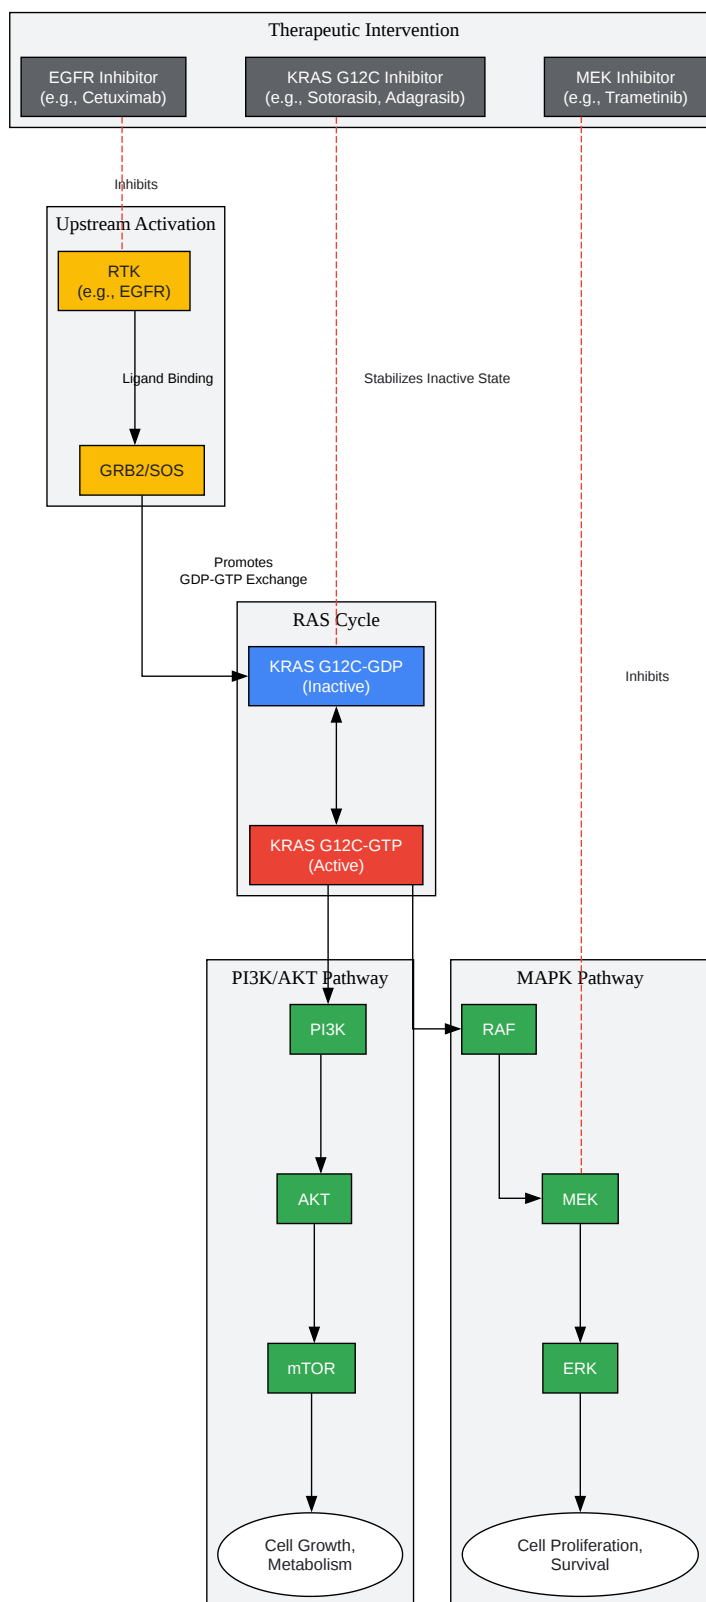 Therapeutic Intervention
EGFR Inhibitor
(e.g., Cetuximab)
KRAS G12C Inhibitor
(e.g., Sotorasib, Adagrasib)
MEK Inhibitor
(e.g., Trametinib)
Inhibits
Upstream Activation
RTK
(e.g., EGFR)
Ligand Binding
Stabilizes Inactive State
GRB2/SOS
Promotes
GDP-GTP Exchange
RAS Cycle
KRAS G12C-GDP
(Inactive)
Inhibits
KRAS G12C-GTP
(Active)
PI3K/AKT Pathway
MAPK Pathway
PI3K
RAF
AKT
MEK
mTOR
ERK
Cell Growth,
Metabolism
Cell Proliferation,
Survival